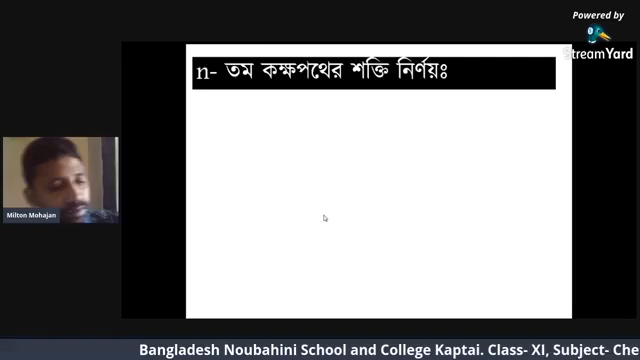 Powered by
StreamYard
n- তম কক্ষপথের শক্তি নির্ণয়ঃ
Milton Mohajan
Bangladesh Noubahini School and College Kaptai. Class- XI, Subject- Che